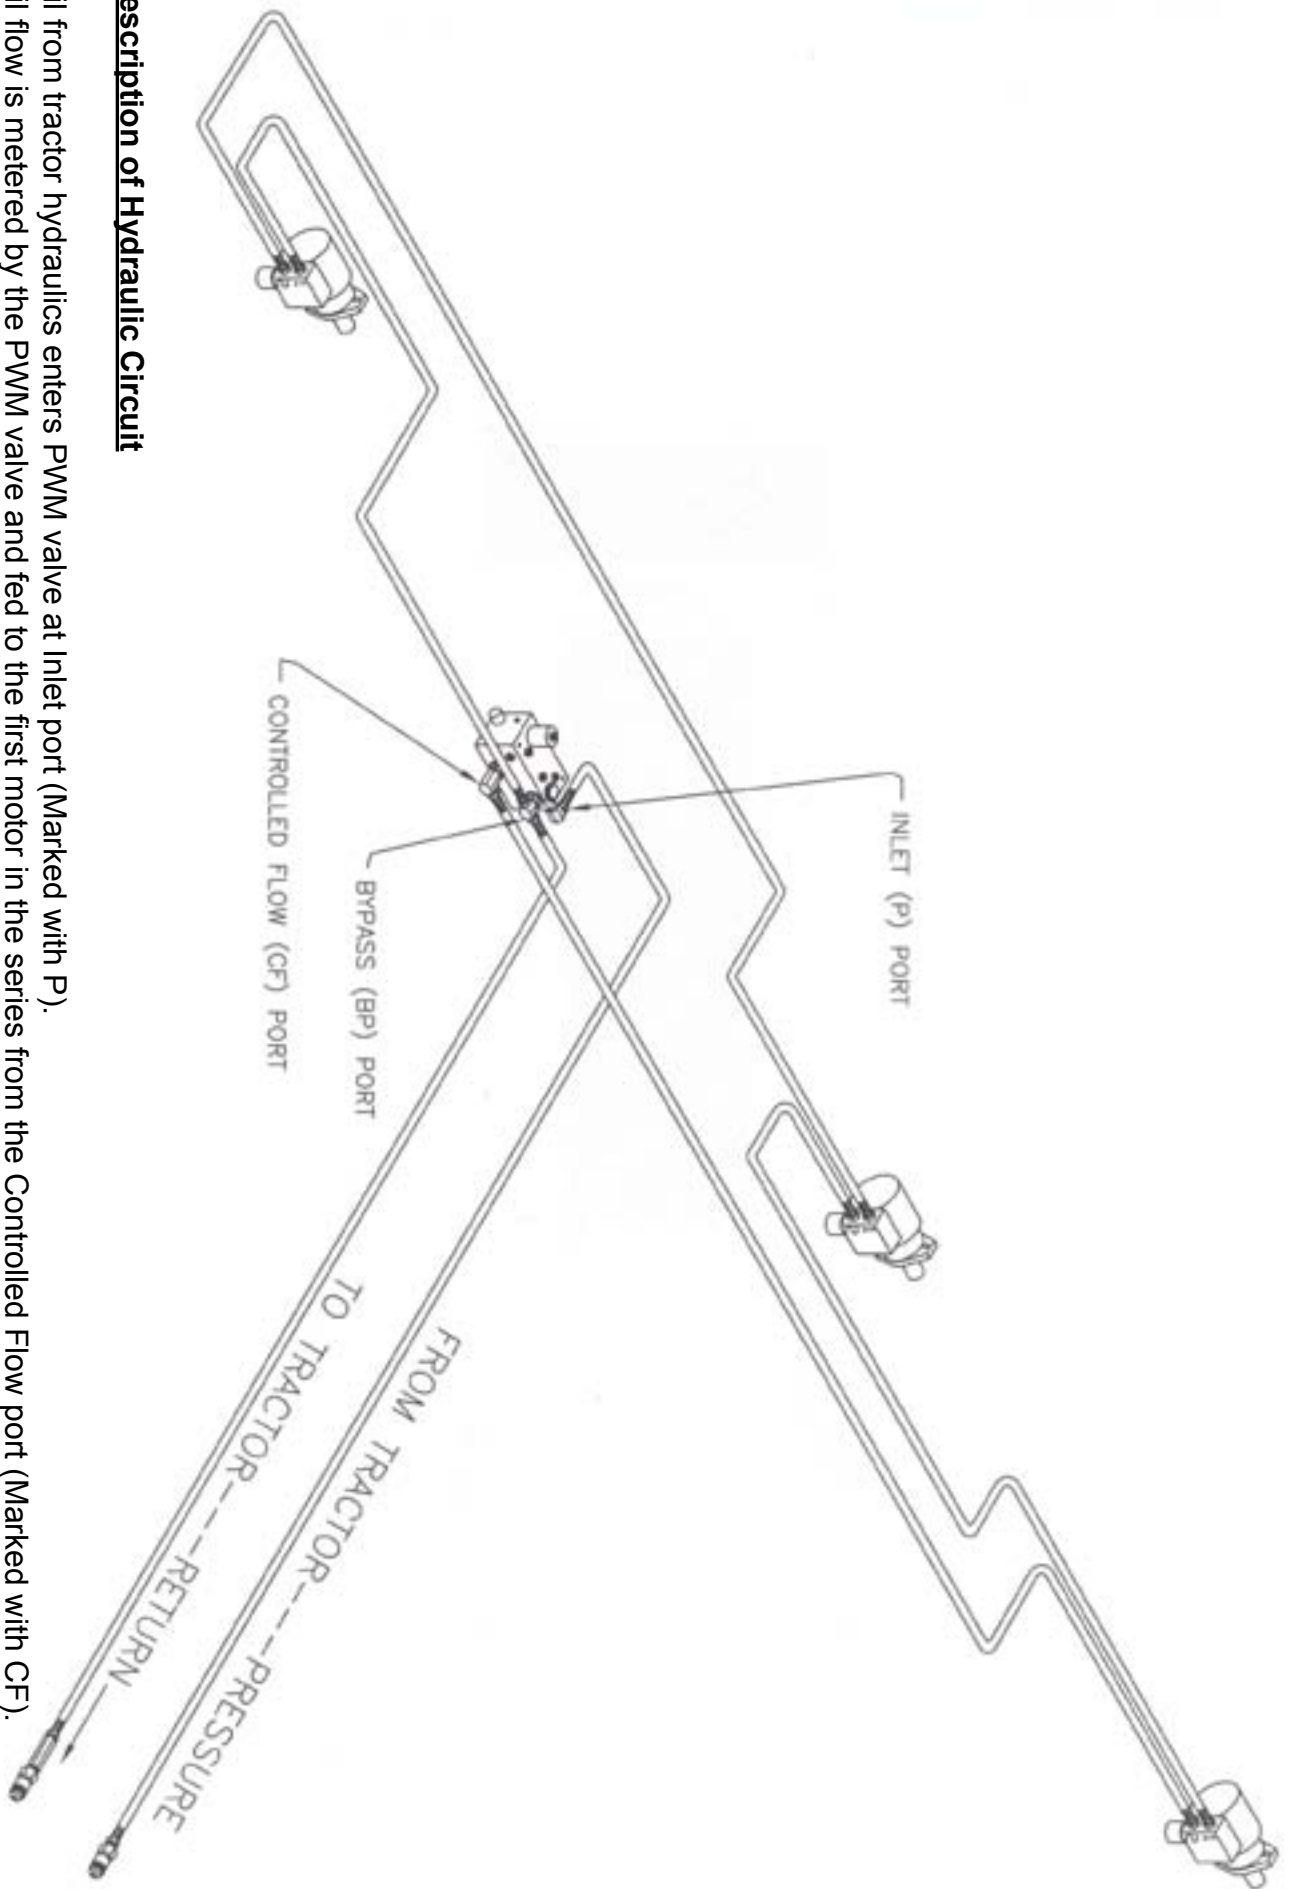 INLET (P) PORT
BYPASS (BP) PORT
CONTROLLED FLOW (CF) PORT
FROM TRACTOR---PRESSURE
TO TRACTOR---RETURN
escription of Hydraulic Circuit
il from tractor hydraulics enters PWM valve at Inlet port (Marked with P).
il flow is metered by the PWM valve and fed to the first motor in the series from the Controlled Flow port (Marked with CF).